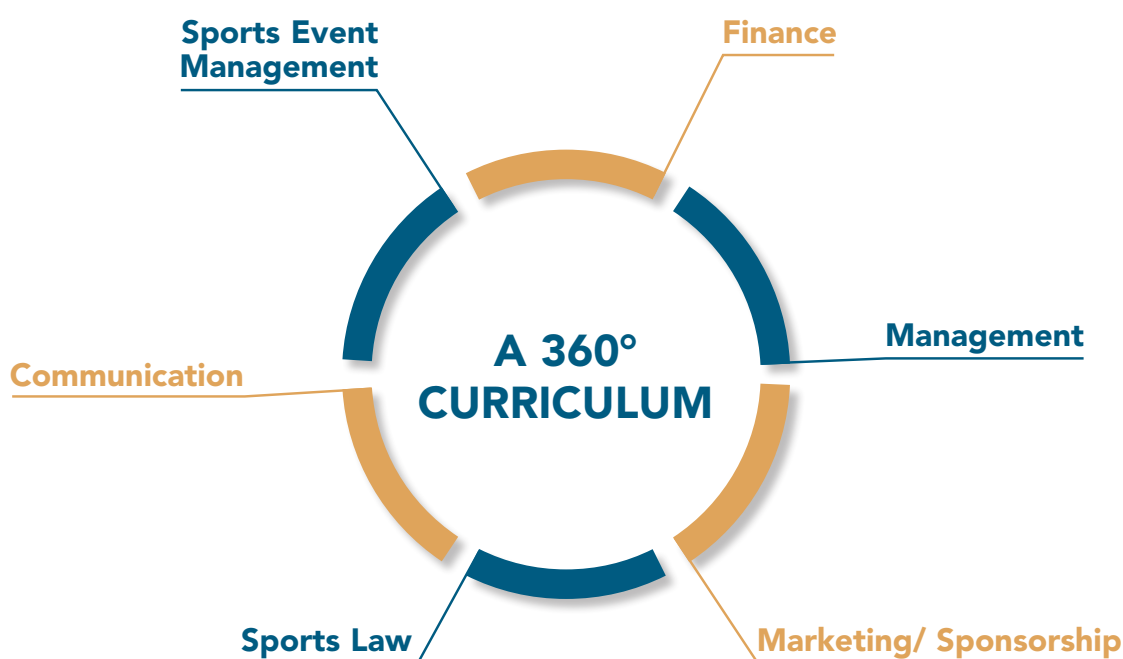 Sports Event
Management
Finance
Management
A 360°
CURRICULUM
Communication
Sports Law
Marketing/ Sponsorship